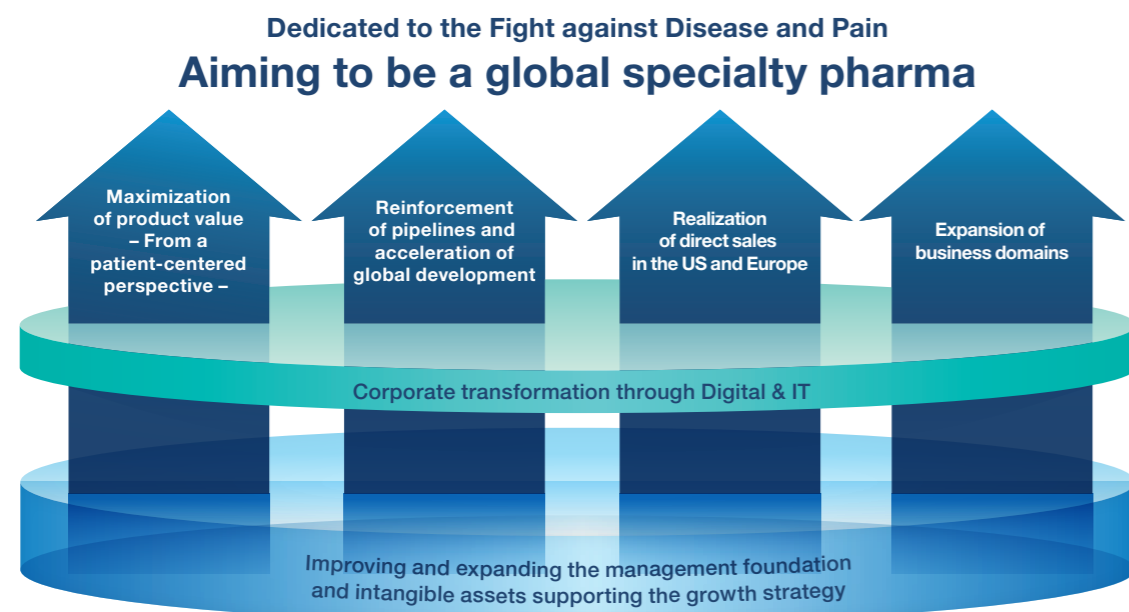 Dedicated to the Fight against Disease and Pain
Aiming to be a global specialty pharma
Maximization
of product value
– From a
patient-centered
perspective –
Reinforcement
of pipelines and
acceleration of
global development
Realization
of direct sales
in the US and Europe
Expansion of
business domains
Corporate transformation through Digital & IT
Improving and expanding the management foundation
and intangible assets supporting the growth strategy